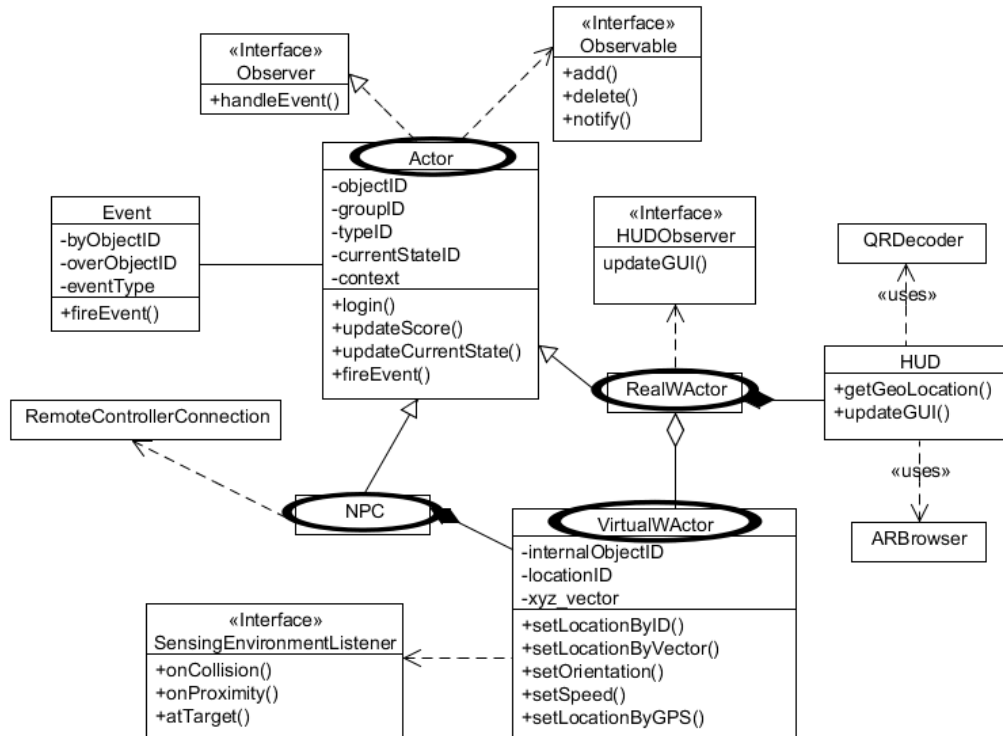 «Interface»
Observer
+handleEvent()
«Interface»
Observable
+add()
+delete()
+notify()
Actor
-objectID
-groupID
-typeID
-currentStateID
-context
+login()
+updateScore()
+updateCurrentState()
+fireEvent()
Event
-byObjectID
-overObjectID
-eventType
+fireEvent()
«Interface»
HUDObserver
updateGUI()
QRDecoder
«uses»
HUD
+getGeoLocation()
+updateGUI()
«uses»
ARBrowser
RealWActor
RemoteControllerConnection
NPC
VirtualWActor
-internalObjectID
-locationID
-xyz_vector
+setLocationByID()
+setLocationByVector()
+setOrientation()
+setSpeed()
+setLocationByGPS()
«Interface»
SensingEnvironmentListener
+onCollision()
+onProximity()
+atTarget()